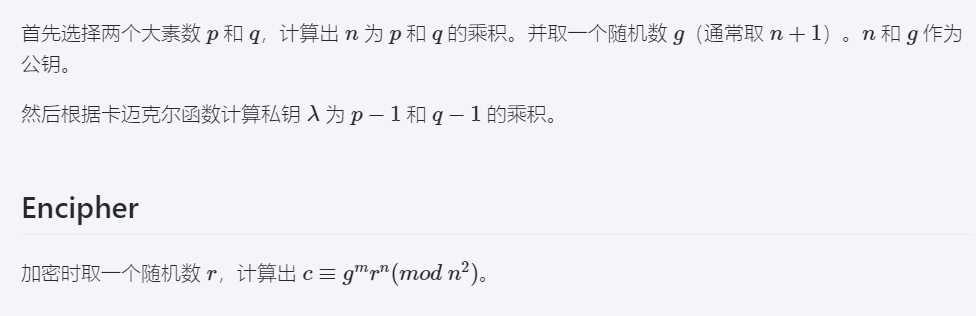 首先选择两个大素数 p 和 q，计算出 n 为 p 和 q 的乘积。并取一个随机数 g（通常取 n + 1）。n 和 g 作为
公钥。
然后根据卡迈克尔函数计算私钥 λ 为 p − 1 和 q − 1 的乘积。
Encipher
加密时取一个随机数 r，计算出 c ≡ gᵐrⁿ(mod n²)。